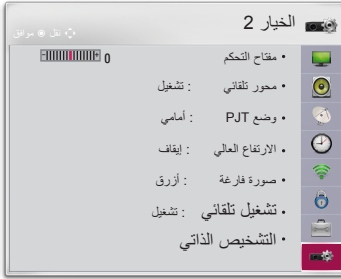 الخيار 2
نقل موافق
• مفتاح التحكم 0
• محور تلقائي : تشغيل
• وضع PJT : أمامي
• الارتفاع العالي : إيقاف
• صورة فارغة : أزرق
• تشغيل تلقائي : تشغيل
• التشخيص الذاتي